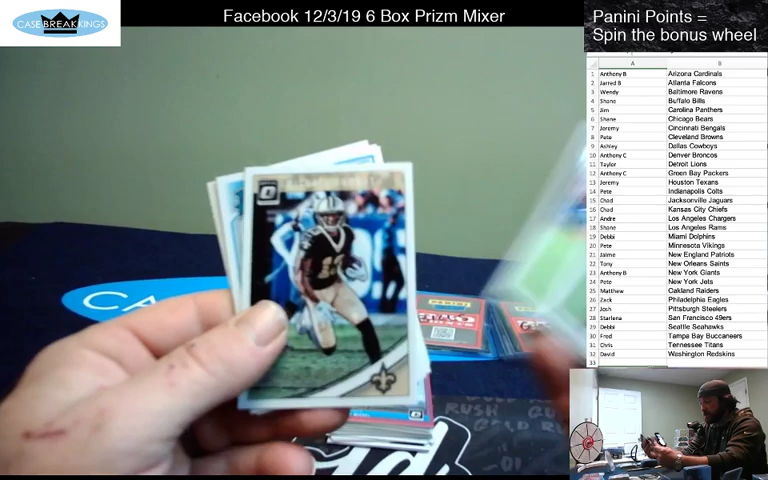 CASE BREAK KINGS
Facebook 12/3/19 6 Box Prizm Mixer
Panini Points =
Spin the bonus wheel
A B
1 Anthony B Arizona Cardinals
2 Jarred B Atlanta Falcons
3 Wendy Baltimore Ravens
4 Shane Buffalo Bills
5 Jim Carolina Panthers
6 Shane Chicago Bears
7 Jeremy Cincinnati Bengals
8 Pete Cleveland Browns
9 Ashley Dallas Cowboys
10 Anthony C Denver Broncos
11 Taylor Detroit Lions
12 Anthony C Green Bay Packers
13 Jeremy Houston Texans
14 Pete Indianapolis Colts
15 Chad Jacksonville Jaguars
16 Chad Kansas City Chiefs
17 Andre Los Angeles Chargers
18 Shane Los Angeles Rams
19 Debbi Miami Dolphins
20 Pete Minnesota Vikings
21 Jaime New England Patriots
22 Tony New Orleans Saints
23 Anthony B New York Giants
24 Pete New York Jets
25 Matthew Oakland Raiders
26 Zack Philadelphia Eagles
27 Josh Pittsburgh Steelers
28 Starlena San Francisco 49ers
29 Debbi Seattle Seahawks
30 Fred Tampa Bay Buccaneers
31 Chris Tennessee Titans
32 David Washington Redskins
33
CA
PANINI
RUSH